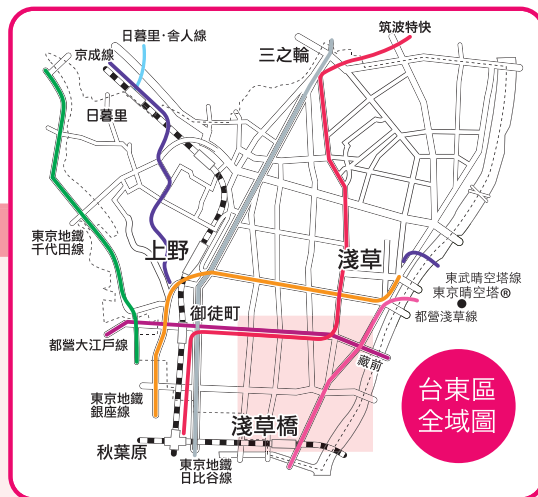 日暮里･舍人線
筑波特快
京成線
三之輪
日暮里
東京地鐵
千代田線
上野
淺草
東武晴空塔線
東京晴空塔®
都營淺草線
御徒町
都營大江戶線
藏前
台東區
全域圖
東京地鐵
銀座線
淺草橋
秋葉原
東京地鐵
日比谷線